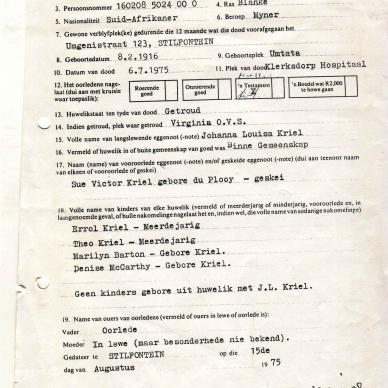 3. Persoonsnommer 160208 5024 00 0 4. Ras Blanke
5. Nasionaliteit Suid-Afrikaner 6. Beroep Myner
7. Gewone verblyfplek(ke) gedurende die 12 maande wat die dood voorafgegaan het
Umgenistraat 123, STILFONTEIN
8. Geboortedatum 8.2.1916 9. Geboorteplek Umtata
10. Datum van dood 6.7.1975 11. Plek van dood Klerksdorp Hospitaal
12. Het die oorledene nagelaat (dui aan met kruisie waar toepaslik): Roerende goed Onroerende goed 'n Testament 'n Boedel wat R2,000 te bowe gaan
13. Huwelikstaat ten tyde van dood Getroud
14. Indien getroud, plek waar getroud Virginia O.V.S.
15. Volle name van langslewende eggenoot (-note) Johanna Louisa Kriel
16. Vermeld of huwelik in of buite gemeenskap van goed was Binne Gemeenskap
17. Naam (name) van vooroorlede eggenoot (-note) en/of geskeide eggenoot (-note) (dui aan teenoor naam van elkeen of vooroorlede of geskei)
Sue Victor Kriel gebore du Plooy - geskei
18. Volle name van kinders van elke huwelik (vermeld of meerderjarig of minderjarig, vooroorlede, en in laasgenoemde geval, of hulle nakomelinge nagelaat het en, indien wel, die volle name van sodanige nakomelinge)
Errol Kriel - Meerdejarig
Theo Kriel - Meerdejarig
Marilyn Barton - Gebore Kriel.
Denise McCarthy - Gebore Kriel.
Geen kinders gebore uit huwelik met J.L. Kriel.
19. Name van ouers van oorledene (vermeld of ouers in lewe of oorlede is):
Vader Oorlede
Moeder In lewe (maar besonderhede nie bekend).
Gedateer te STILFONTEIN op die 15de
dag van Augustus 1975